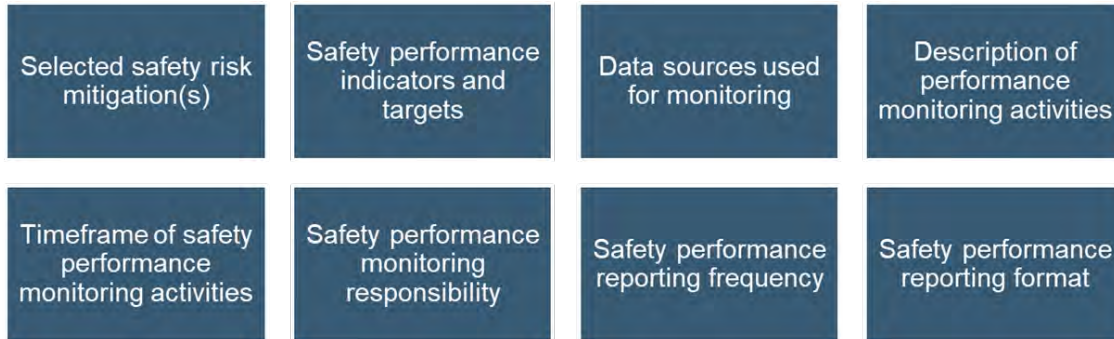 Selected safety risk
mitigation(s)
Safety performance
indicators and
targets
Data sources used
for monitoring
Description of
performance
monitoring activities
Timeframe of safety
performance
monitoring activities
Safety performance
monitoring
responsibility
Safety performance
reporting frequency
Safety performance
reporting format